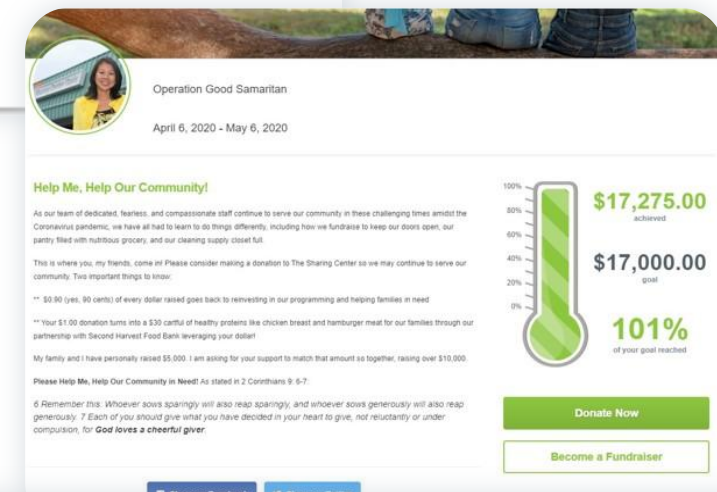 Operation Good Samaritan
April 6, 2020 - May 6, 2020
Help Me, Help Our Community!
As our team of dedicated, fearless, and compassionate staff continue to serve our community in these challenging times amidst the
Coronavirus pandemic, we have all had to learn to do things differently, including how we fundraise to keep our doors open, our
pantry filled with nutritious grocery, and our cleaning supply closet full.
This is where you, my friends, come in! Please consider making a donation to The Sharing Center so we may continue to serve our
community. Two important things to know:
** $0.90 (yes, 90 cents) of every dollar raised goes back to reinvesting in our programming and helping families in need
** Your $1.00 donation turns into a $30 cartful of healthy proteins like chicken breast and hamburger meat for our families through our
partnership with Second Harvest Food Bank leveraging your dollar!
My family and I have personally raised $5,000. I am asking for your support to match that amount so together, raising over $10,000.
Please Help Me, Help Our Community in Need! As stated in 2 Corinthians 9: 6-7:
6 Remember this: Whoever sows sparingly will also reap sparingly, and whoever sows generously will also reap
generously. 7 Each of you should give what you have decided in your heart to give, not reluctantly or under
compulsion, for God loves a cheerful giver.
100%
80%
60%
40%
20%
0%
$17,275.00
achieved
$17,000.00
goal
101%
of your goal reached
Donate Now
Become a Fundraiser